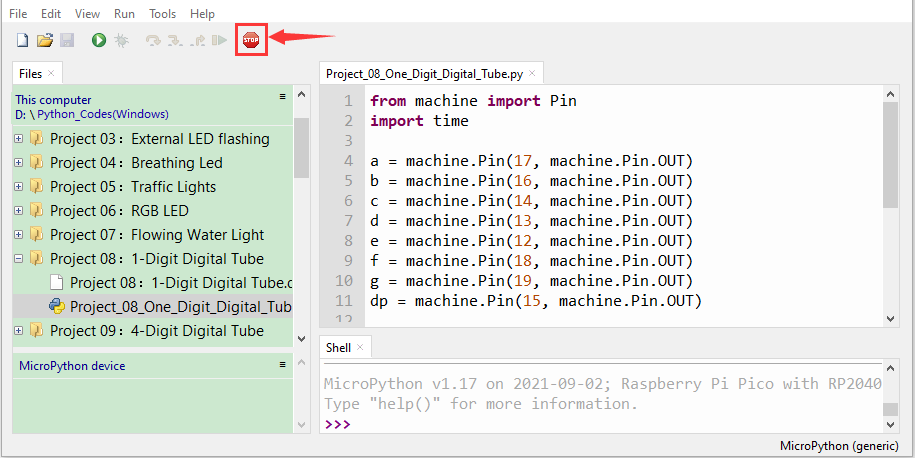 File Edit View Run Tools Help
STOP
Files
This computer
D: \ Python_Codes(Windows)
Project 03：External LED flashing
Project 04：Breathing Led
Project 05：Traffic Lights
Project 06：RGB LED
Project 07：Flowing Water Light
Project 08：1-Digit Digital Tube
Project 08：1-Digit Digital Tube.c
Project_08_One_Digit_Digital_Tub
Project 09：4-Digit Digital Tube
MicroPython device
Project_08_One_Digit_Digital_Tube.py
1 from machine import Pin
2 import time
3
4 a = machine.Pin(17, machine.Pin.OUT)
5 b = machine.Pin(16, machine.Pin.OUT)
6 c = machine.Pin(14, machine.Pin.OUT)
7 d = machine.Pin(13, machine.Pin.OUT)
8 e = machine.Pin(12, machine.Pin.OUT)
9 f = machine.Pin(18, machine.Pin.OUT)
10 g = machine.Pin(19, machine.Pin.OUT)
11 dp = machine.Pin(15, machine.Pin.OUT)
12
Shell
MicroPython v1.17 on 2021-09-02; Raspberry Pi Pico with RP2040
Type "help()" for more information.
>>>
MicroPython (generic)